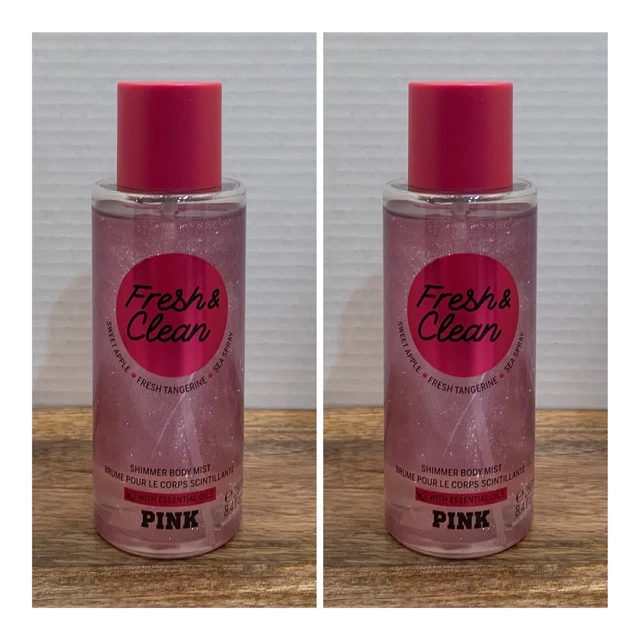 Fresh &
Clean
SWEET APPLE * FRESH TANGERINE * SEA SPRAY
SHIMMER BODY MIST
BRUME POUR LE CORPS SCINTILLANTE
WITH ESSENTIAL OILS
PINK
Fresh &
Clean
SWEET APPLE * FRESH TANGERINE * SEA SPRAY
SHIMMER BODY MIST
BRUME POUR LE CORPS SCINTILLANTE
WITH ESSENTIAL OILS
PINK